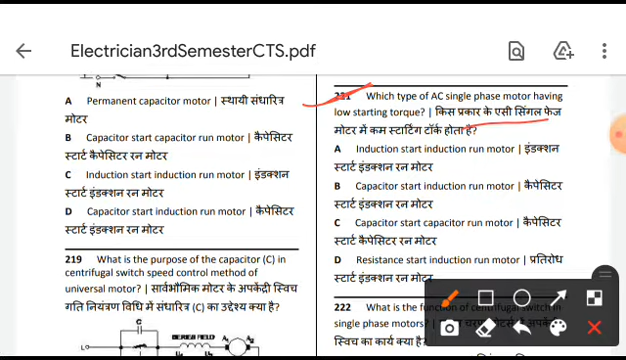 Electrician3rdSemesterCTS.pdf
N
A Permanent capacitor motor | स्थायी संधारित्र
मोटर
B Capacitor start capacitor run motor | कैपेसिटर
स्टार्ट कैपेसिटर रन मोटर
C Induction start induction run motor | इंडक्शन
स्टार्ट इंडक्शन रन मोटर
D Capacitor start induction run motor | कैपेसिटर
स्टार्ट इंडक्शन रन मोटर
219 What is the purpose of the capacitor (C) in
centrifugal switch speed control method of
universal motor? | सार्वभौमिक मोटर के अपकेंद्री स्विच
गति नियंत्रण विधि में संधारित्र (C) का उद्देश्य क्या है?
C
SERIES FIELD
A₁
A₂
L
221 Which type of AC single phase motor having
low starting torque? | किस प्रकार के एसी सिंगल फेज
मोटर में कम स्टार्टिंग टॉर्क होता है?
A Induction start induction run motor | इंडक्शन
स्टार्ट इंडक्शन रन मोटर
B Capacitor start induction run motor | कैपेसिटर
स्टार्ट इंडक्शन रन मोटर
C Capacitor start capacitor run motor | कैपेसिटर
स्टार्ट कैपेसिटर रन मोटर
D Resistance start induction run motor | प्रतिरोध
स्टार्ट इंडक्शन रन मोटर
222 What is the function of centrifugal switch in
single phase motors? |
स्विच का कार्य क्या है?